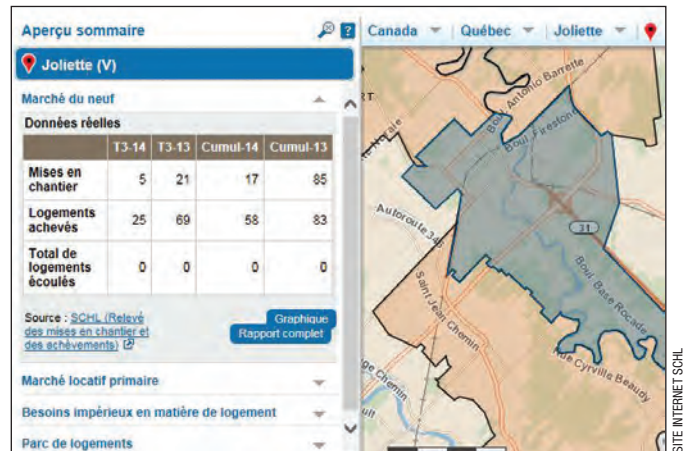 Aperçu sommaire
?
Canada
Québec
Joliette
Joliette (V)
Marché du neuf
Données réelles
T3-14 T3-13 Cumul-14 Cumul-13
Mises en
chantier
5 21 17 85
Logements
achevés
25 69 58 83
Total de
logements
écoulés
0 0 0 0
Source : SCHL (Relevé
des mises en chantier et
des achèvements)
Graphique
Rapport complet
Marché locatif primaire
Besoins impérieux en matière de logement
Parc de logements
Boul. Antonio Barrette
Boul. Firestone
Autoroute
31
Boul. Base Rocade
Saint Jean Chemin
Rue Cyrville Beaudy
Chemin
SITE INTERNET SCHL